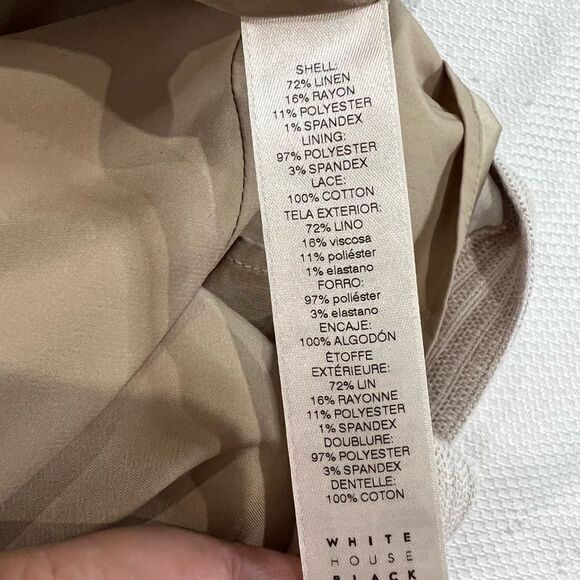 SHELL:
72% LINEN
16% RAYON
11% POLYESTER
1% SPANDEX
LINING:
97% POLYESTER
3% SPANDEX
LACE:
100% COTTON
TELA EXTERIOR:
72% LINO
16% viscosa
11% poliéster
1% elastano
FORRO:
97% poliéster
3% elastano
ENCAJE:
100% ALGODÓN
ÉTOFFE
EXTÉRIEURE:
72% LIN
16% RAYONNE
11% POLYESTER
1% SPANDEX
DOUBLURE:
97% POLYESTER
3% SPANDEX
DENTELLE:
100% COTON
WHITE
HOUSE
BLACK